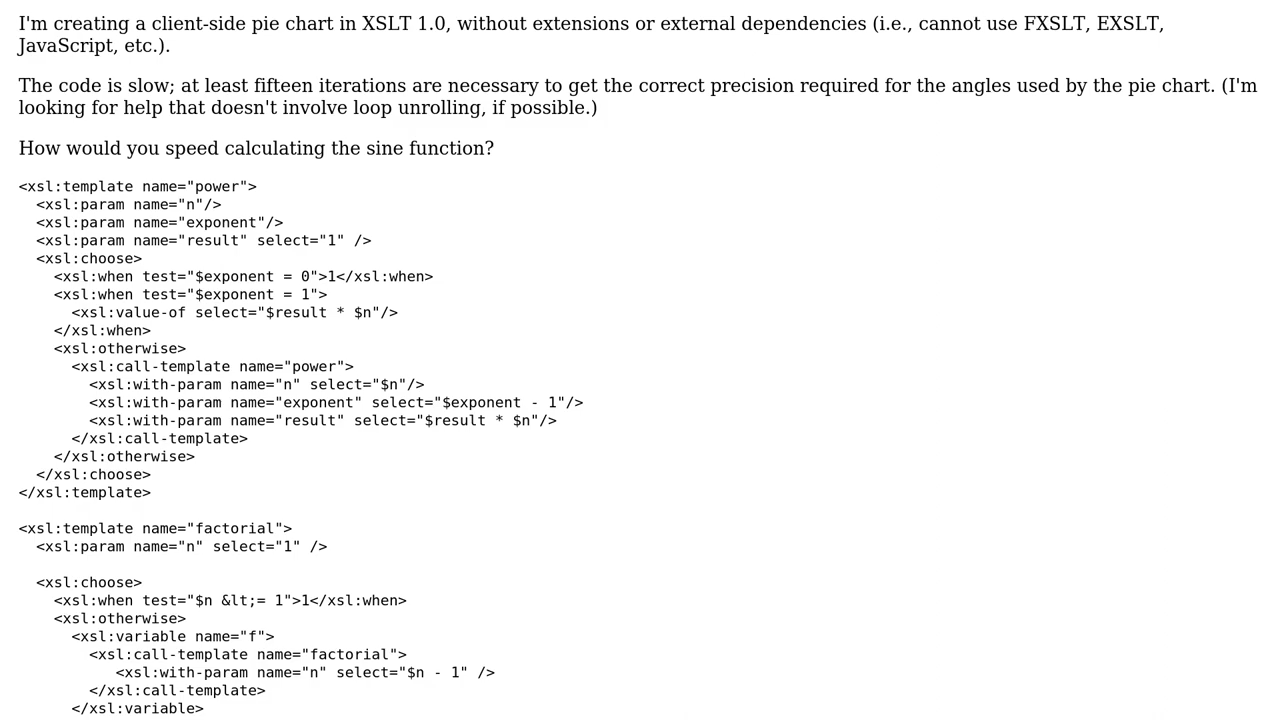 I'm creating a client-side pie chart in XSLT 1.0, without extensions or external dependencies (i.e., cannot use FXSLT, EXSLT,
JavaScript, etc.).
The code is slow; at least fifteen iterations are necessary to get the correct precision required for the angles used by the pie chart. (I'm
looking for help that doesn't involve loop unrolling, if possible.)
How would you speed calculating the sine function?
<xsl:template name="power">
  <xsl:param name="n"/>
  <xsl:param name="exponent"/>
  <xsl:param name="result" select="1" />
  <xsl:choose>
    <xsl:when test="$exponent = 0">1</xsl:when>
    <xsl:when test="$exponent = 1">
      <xsl:value-of select="$result * $n"/>
    </xsl:when>
    <xsl:otherwise>
      <xsl:call-template name="power">
        <xsl:with-param name="n" select="$n"/>
        <xsl:with-param name="exponent" select="$exponent - 1"/>
        <xsl:with-param name="result" select="$result * $n"/>
      </xsl:call-template>
    </xsl:otherwise>
  </xsl:choose>
</xsl:template>
<xsl:template name="factorial">
  <xsl:param name="n" select="1" />
  <xsl:choose>
    <xsl:when test="$n &lt;= 1">1</xsl:when>
    <xsl:otherwise>
      <xsl:variable name="f">
        <xsl:call-template name="factorial">
           <xsl:with-param name="n" select="$n - 1" />
        </xsl:call-template>
      </xsl:variable>